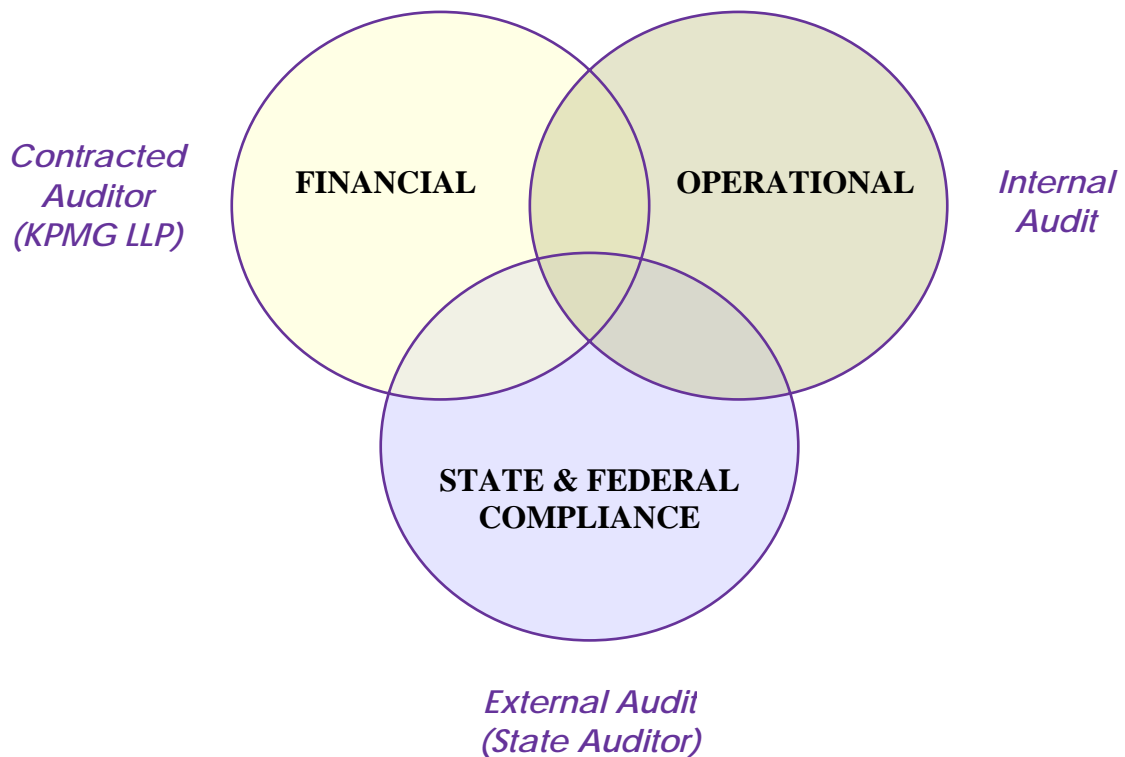 Contracted
Auditor
(KPMG LLP)
FINANCIAL
OPERATIONAL
Internal
Audit
STATE & FEDERAL
COMPLIANCE
External Audit
(State Auditor)